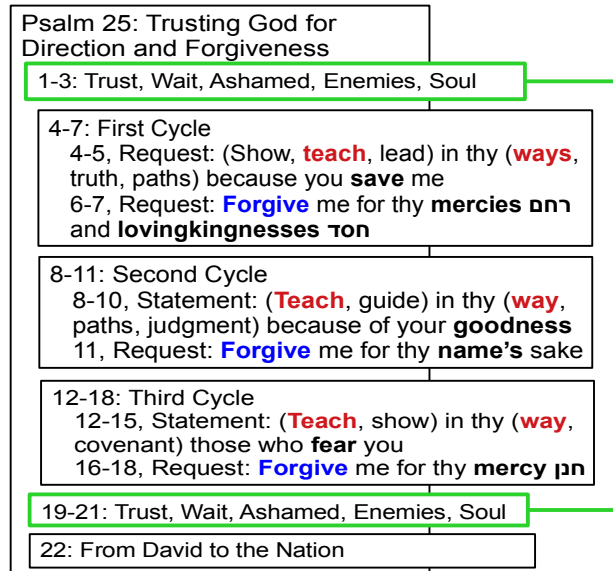 Psalm 25: Trusting God for
Direction and Forgiveness
1-3: Trust, Wait, Ashamed, Enemies, Soul
4-7: First Cycle
4-5, Request: (Show, teach, lead) in thy (ways,
truth, paths) because you save me
6-7, Request: Forgive me for thy mercies רחם
and lovingkingnesses חסד
8-11: Second Cycle
8-10, Statement: (Teach, guide) in thy (way,
paths, judgment) because of your goodness
11, Request: Forgive me for thy name's sake
12-18: Third Cycle
12-15, Statement: (Teach, show) in thy (way,
covenant) those who fear you
16-18, Request: Forgive me for thy mercy חנן
19-21: Trust, Wait, Ashamed, Enemies, Soul
22: From David to the Nation